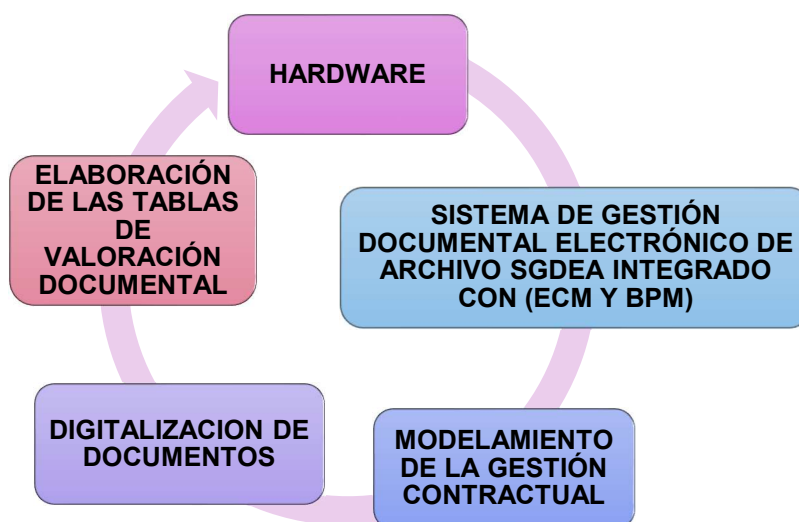 HARDWARE
SISTEMA DE GESTIÓN
DOCUMENTAL ELECTRÓNICO DE
ARCHIVO SGDEA INTEGRADO
CON (ECM Y BPM)
MODELAMIENTO
DE LA GESTIÓN
CONTRACTUAL
DIGITALIZACION DE
DOCUMENTOS
ELABORACIÓN
DE LAS TABLAS
DE
VALORACIÓN
DOCUMENTAL